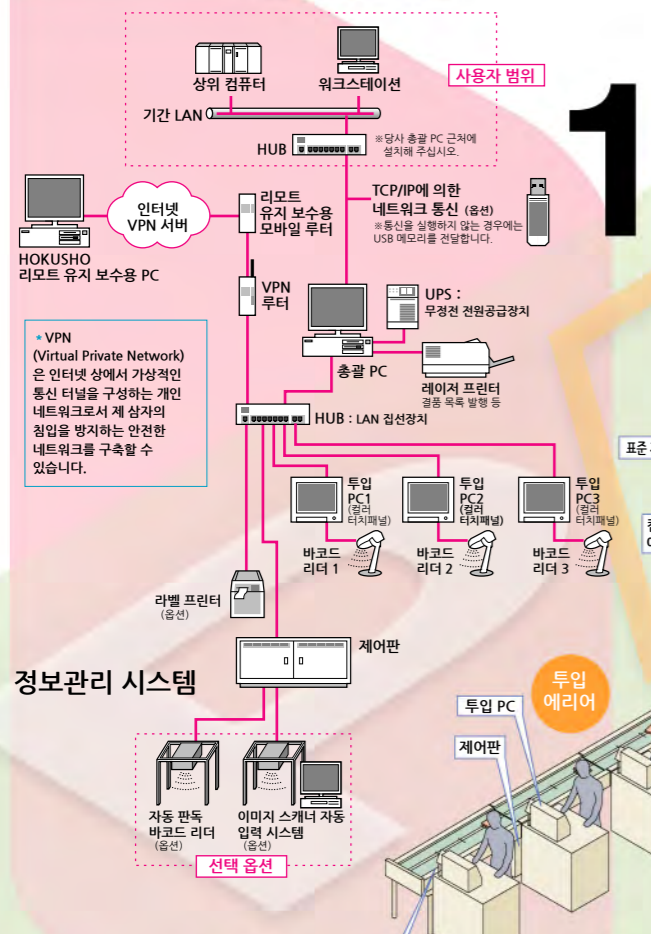 상위 컴퓨터
워크스테이션
사용자 범위
1
기간 LAN
HUB
※당사 총괄 PC 근처에
설치해 주십시오.
TCP/IP에 의한
네트워크 통신 (옵션)
※통신을 실행하지 않는 경우에는
USB 메모리를 전달합니다.
인터넷
VPN 서버
리모트
유지 보수용
모바일 루터
HOKUSHO
리모트 유지 보수용 PC
VPN
루터
UPS :
무정전 전원공급장치
총괄 PC
레이저 프린터
결품 목록 발행 등
* VPN
(Virtual Private Network)
은 인터넷 상에서 가상적인
통신 터널을 구성하는 개인
네트워크로서 제 삼자의
침입을 방지하는 안전한
네트워크를 구축할 수
있습니다.
HUB : LAN 집선장치
표준
투입
PC1
(컬러
터치패널)
투입
PC2
(컬러
터치패널)
투입
PC3
(컬러
터치패널)
바코드
리더 1
바코드
리더 2
바코드
리더 3
라벨 프린터
(옵션)
제어판
정보관리 시스템
투입
에리어
투입 PC
제어판
자동 판독
바코드 리더
(옵션)
이미지 스캐너 자동
입력 시스템
(옵션)
선택 옵션